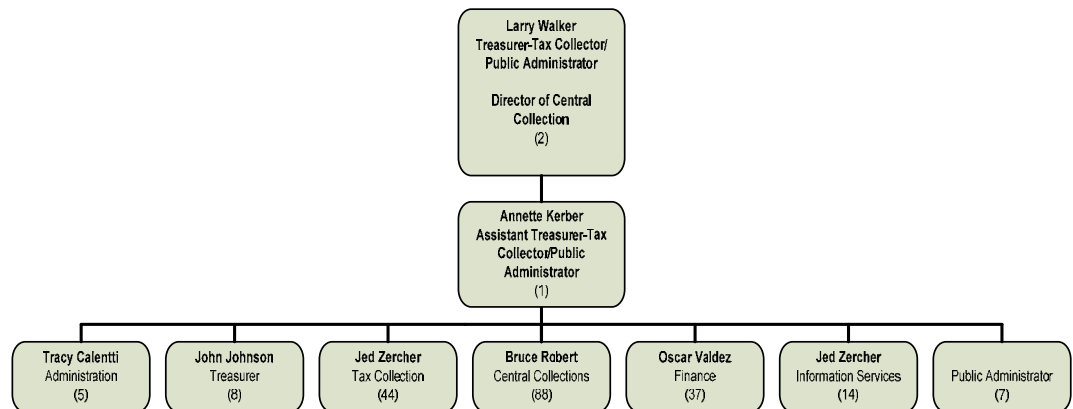 Larry Walker
Treasurer-Tax Collector/
Public Administrator
Director of Central
Collection
(2)
Annette Kerber
Assistant Treasurer-Tax
Collector/Public
Administrator
(1)
Tracy Calentti
Administration
(5)
John Johnson
Treasurer
(8)
Jed Zercher
Tax Collection
(44)
Bruce Robert
Central Collections
(88)
Oscar Valdez
Finance
(37)
Jed Zercher
Information Services
(14)
Public Administrator
(7)